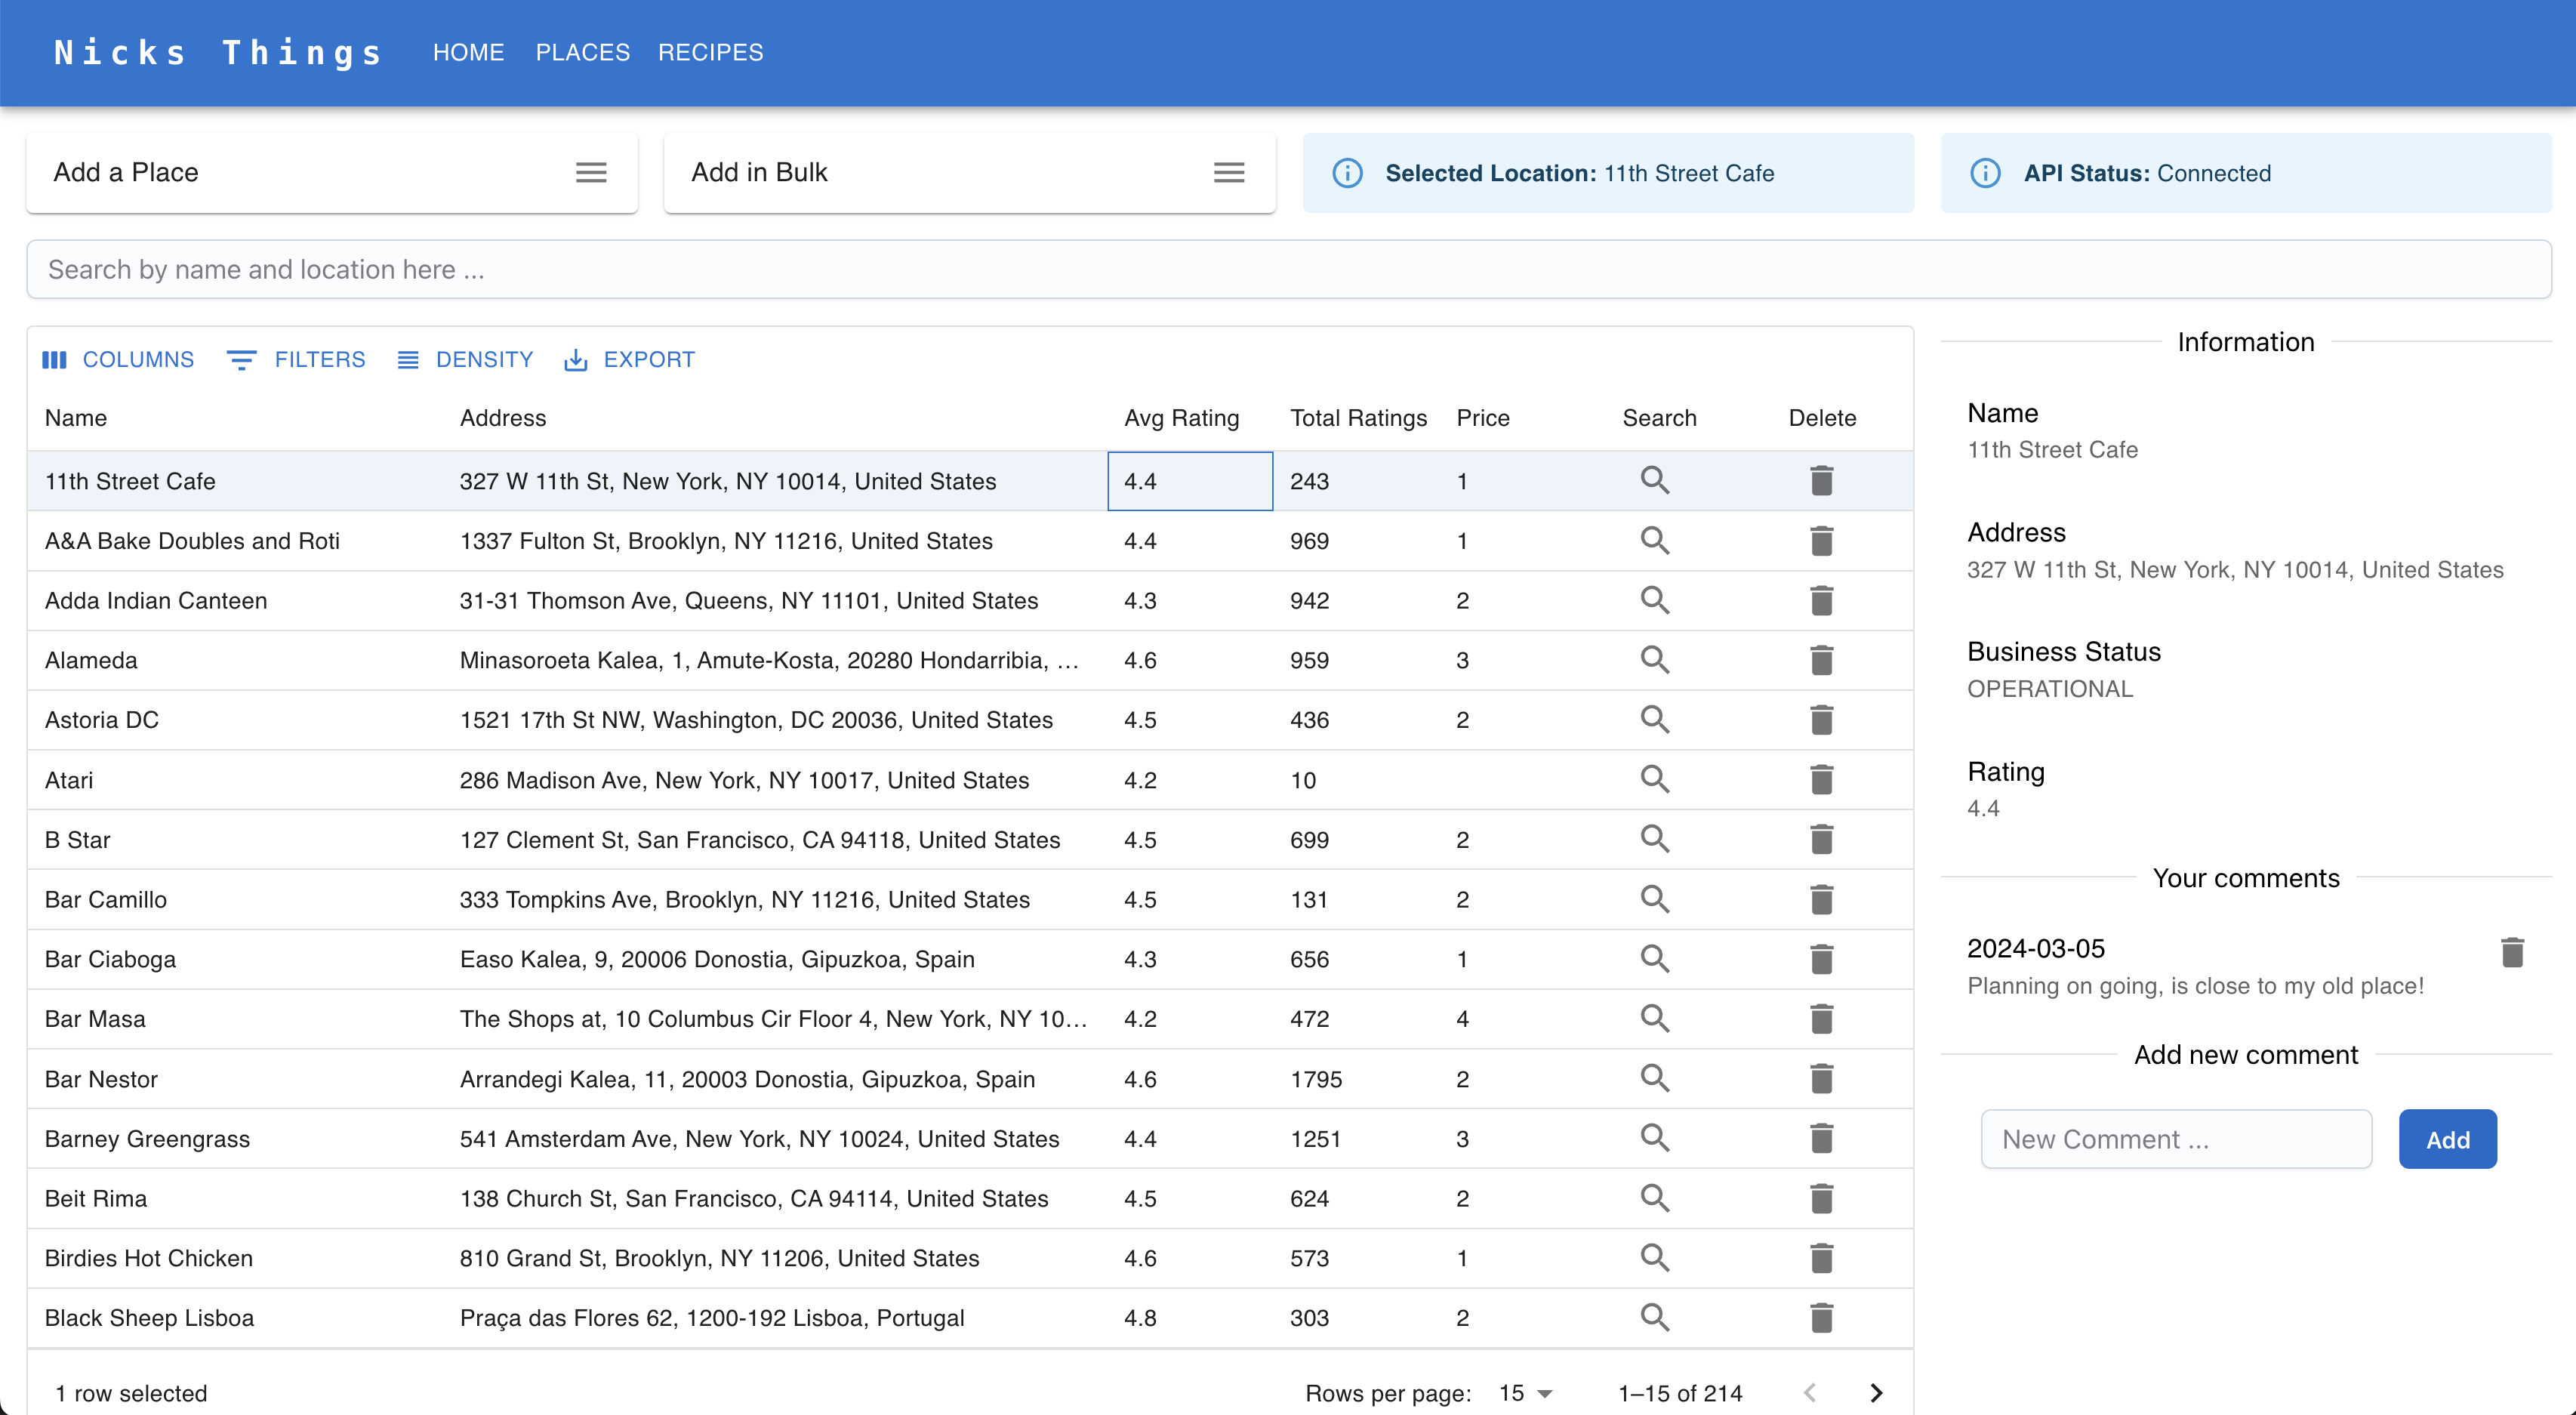 Nicks Things HOME PLACES RECIPES
Add a Place
Add in Bulk
Selected Location: 11th Street Cafe
API Status: Connected
Search by name and location here ...
COLUMNS FILTERS DENSITY EXPORT
Name Address Avg Rating Total Ratings Price Search Delete
11th Street Cafe 327 W 11th St, New York, NY 10014, United States 4.4 243 1
A&A Bake Doubles and Roti 1337 Fulton St, Brooklyn, NY 11216, United States 4.4 969 1
Adda Indian Canteen 31-31 Thomson Ave, Queens, NY 11101, United States 4.3 942 2
Alameda Minasoroeta Kalea, 1, Amute-Kosta, 20280 Hondarribia, ... 4.6 959 3
Astoria DC 1521 17th St NW, Washington, DC 20036, United States 4.5 436 2
Atari 286 Madison Ave, New York, NY 10017, United States 4.2 10
B Star 127 Clement St, San Francisco, CA 94118, United States 4.5 699 2
Bar Camillo 333 Tompkins Ave, Brooklyn, NY 11216, United States 4.5 131 2
Bar Ciaboga Easo Kalea, 9, 20006 Donostia, Gipuzkoa, Spain 4.3 656 1
Bar Masa The Shops at, 10 Columbus Cir Floor 4, New York, NY 10... 4.2 472 4
Bar Nestor Arrandegi Kalea, 11, 20003 Donostia, Gipuzkoa, Spain 4.6 1795 2
Barney Greengrass 541 Amsterdam Ave, New York, NY 10024, United States 4.4 1251 3
Beit Rima 138 Church St, San Francisco, CA 94114, United States 4.5 624 2
Birdies Hot Chicken 810 Grand St, Brooklyn, NY 11206, United States 4.6 573 1
Black Sheep Lisboa Praça das Flores 62, 1200-192 Lisboa, Portugal 4.8 303 2
1 row selected
Rows per page: 15 1–15 of 214
Information
Name
11th Street Cafe
Address
327 W 11th St, New York, NY 10014, United States
Business Status
OPERATIONAL
Rating
4.4
Your comments
2024-03-05
Planning on going, is close to my old place!
Add new comment
New Comment ...
Add